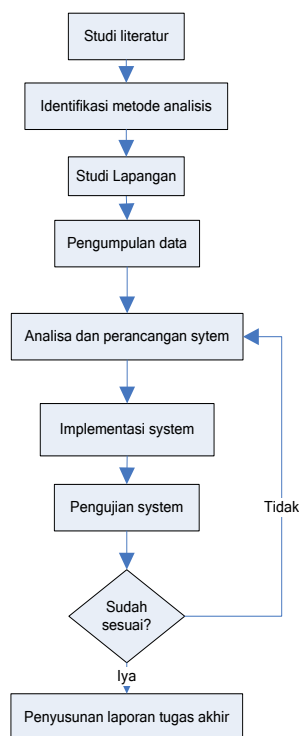 Studi literatur
Identifikasi metode analisis
Studi Lapangan
Pengumpulan data
Analisa dan perancangan sytem
Implementasi system
Pengujian system
Tidak
Sudah
sesuai?
Iya
Penyusunan laporan tugas akhir